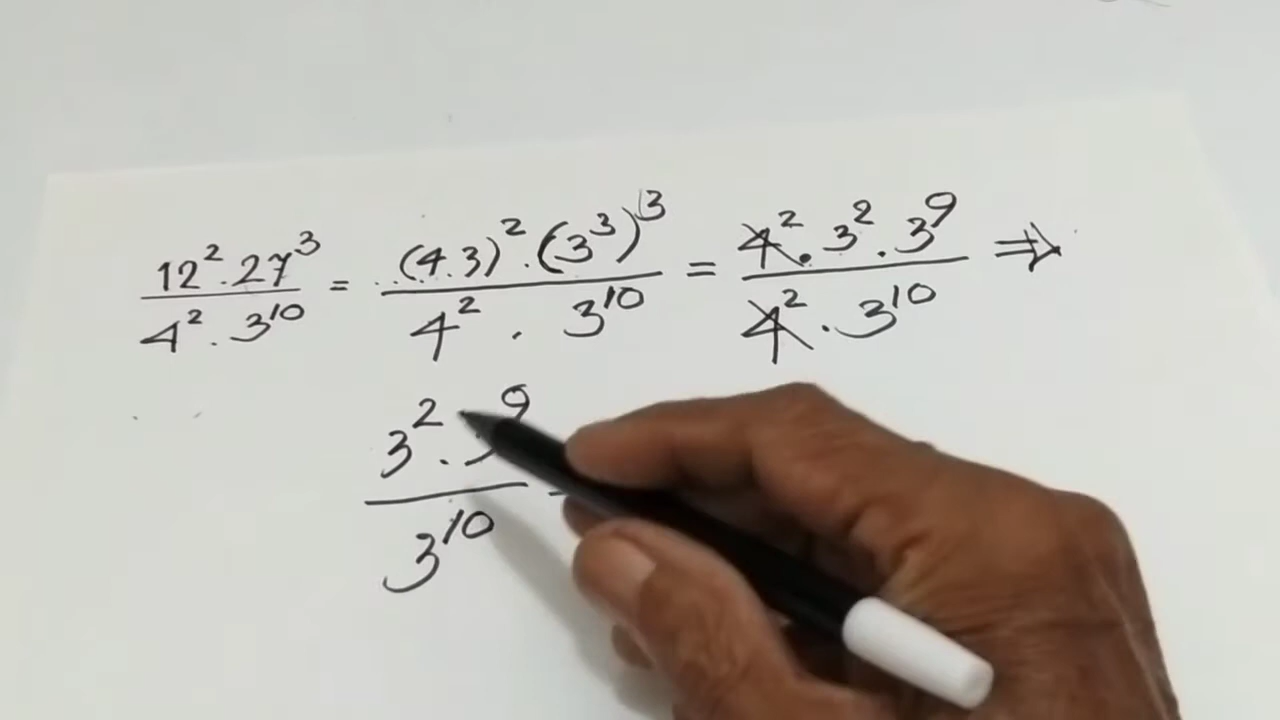 12² . 27³ / 4² . 3¹⁰ = (4.3)² . (3³)³ / 4² . 3¹⁰ = 4² . 3² . 3⁹ / 4² . 3¹⁰ ⇒
3² . 3⁹ / 3¹⁰